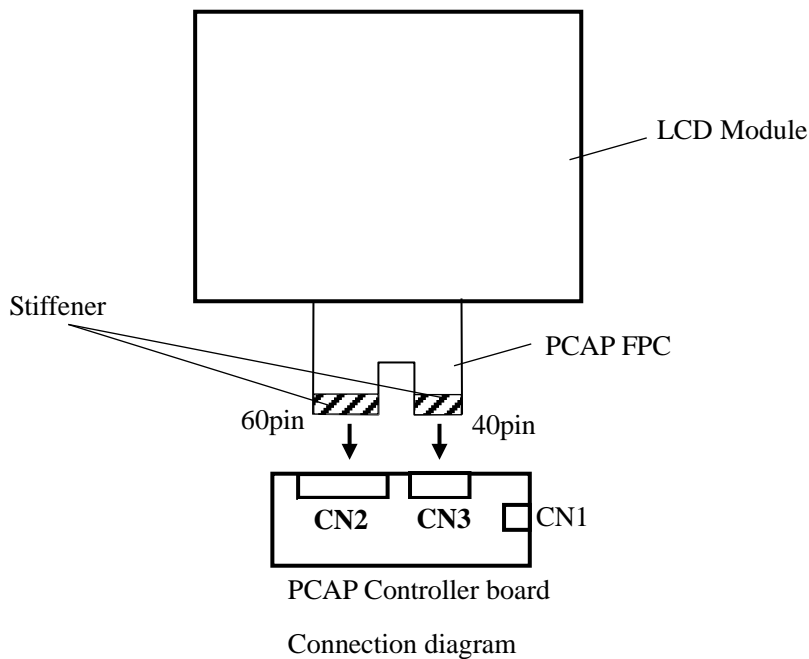 LCD Module
Stiffener
PCAP FPC
60pin
40pin
CN2
CN3
CN1
PCAP Controller board
Connection diagram